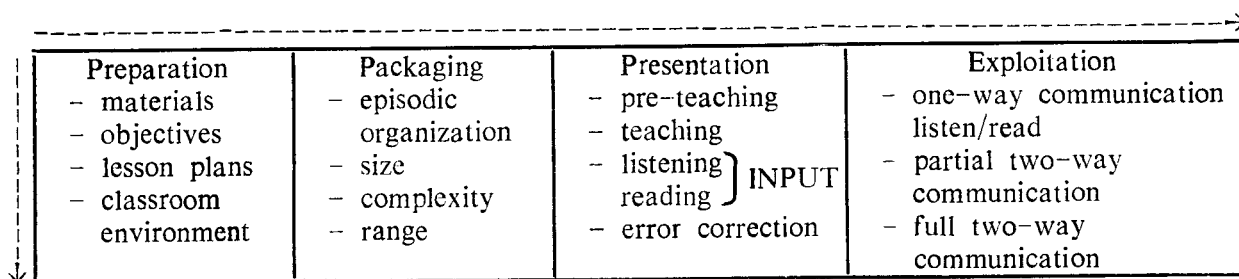 Preparation
- materials
- objectives
- lesson plans
- classroom
environment
Packaging
- episodic
organization
- size
- complexity
- range
Presentation
- pre-teaching
- teaching
- listening
reading
INPUT
- error correction
Exploitation
- one-way communication
listen/read
- partial two-way
communication
- full two-way
communication